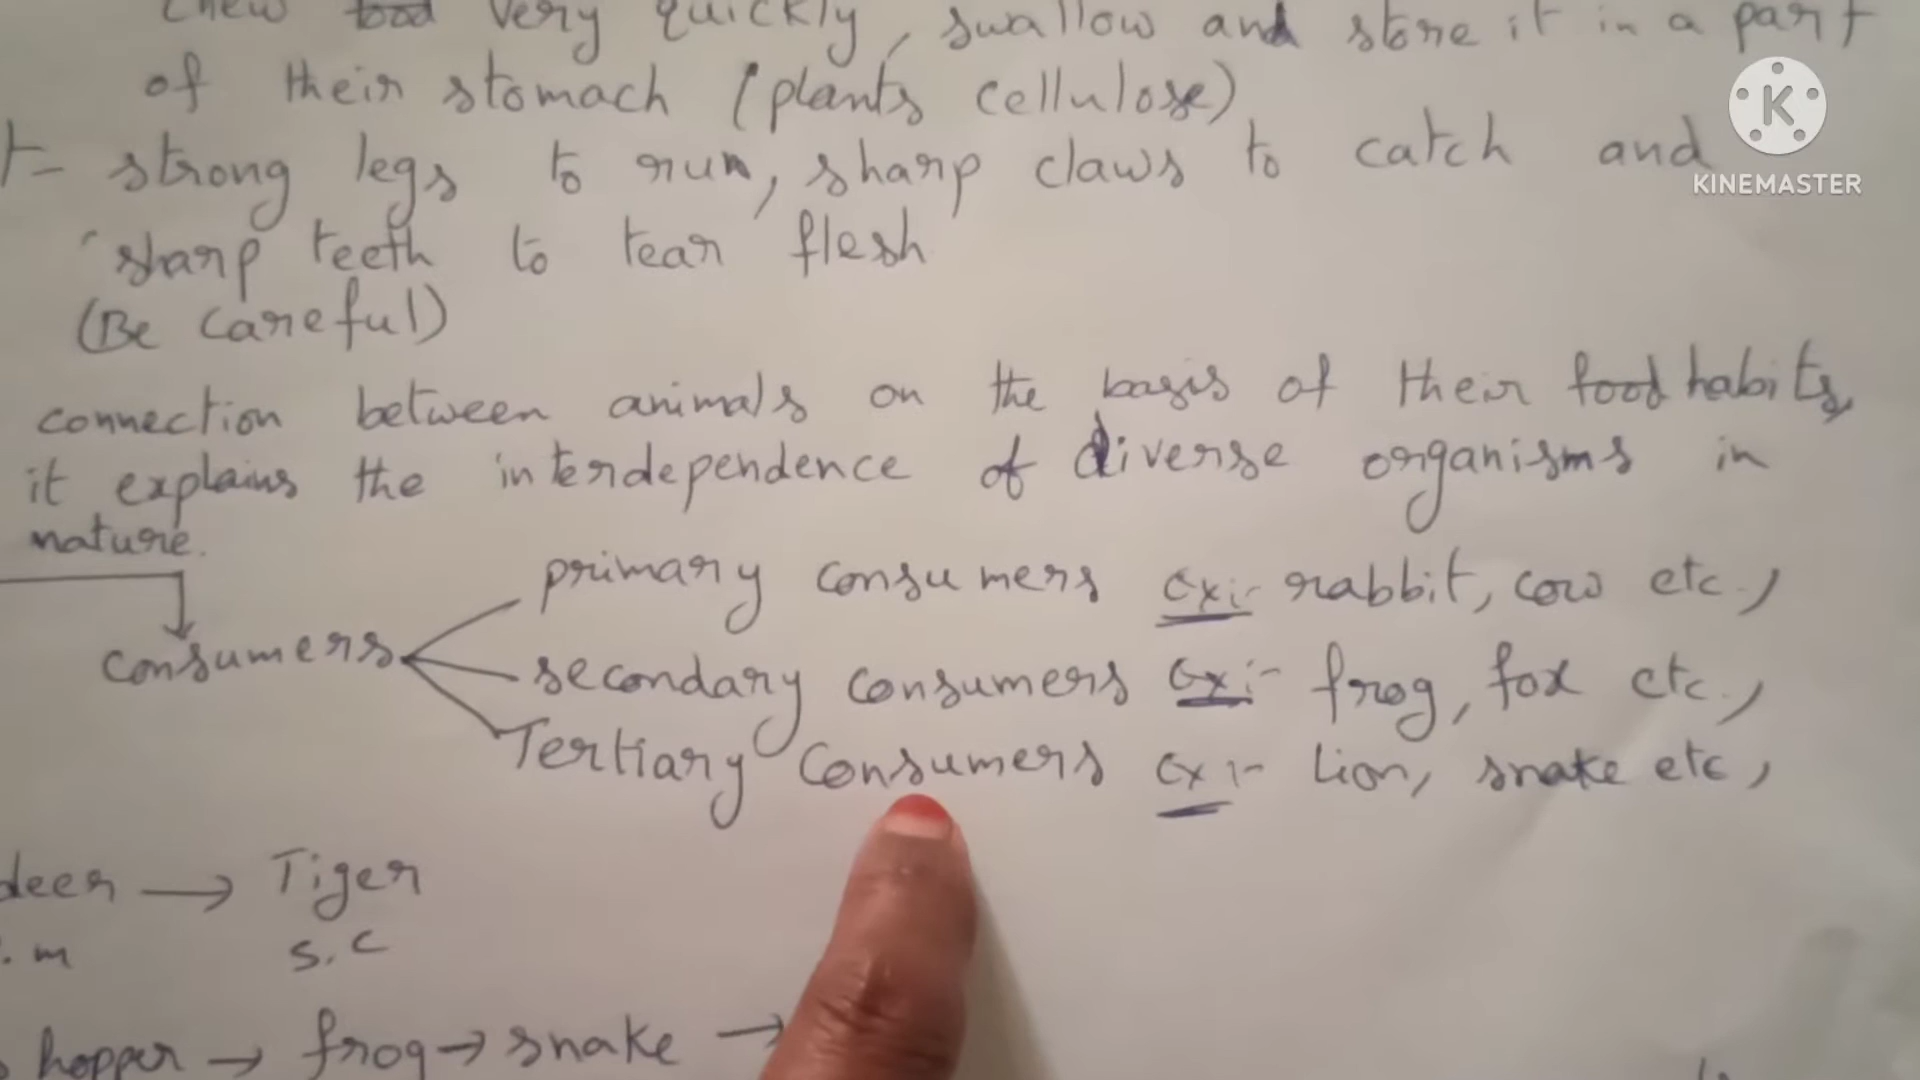 chew food very quickly, swallow and store it in a part
of their stomach (plants cellulose)
strong legs to run, sharp claws to catch and
sharp teeth to tear flesh
(Be careful)
connection between animals on the basis of their food habits,
it explains the interdependence of diverse organisms in
nature.
primary consumers ex:- rabbit, cow etc.,
consumers
secondary consumers ex:- frog, fox etc.,
Tertiary consumers ex:- Lion, snake etc,
deer → Tiger
. m s.c
hopper → frog → snake →
KINEMASTER